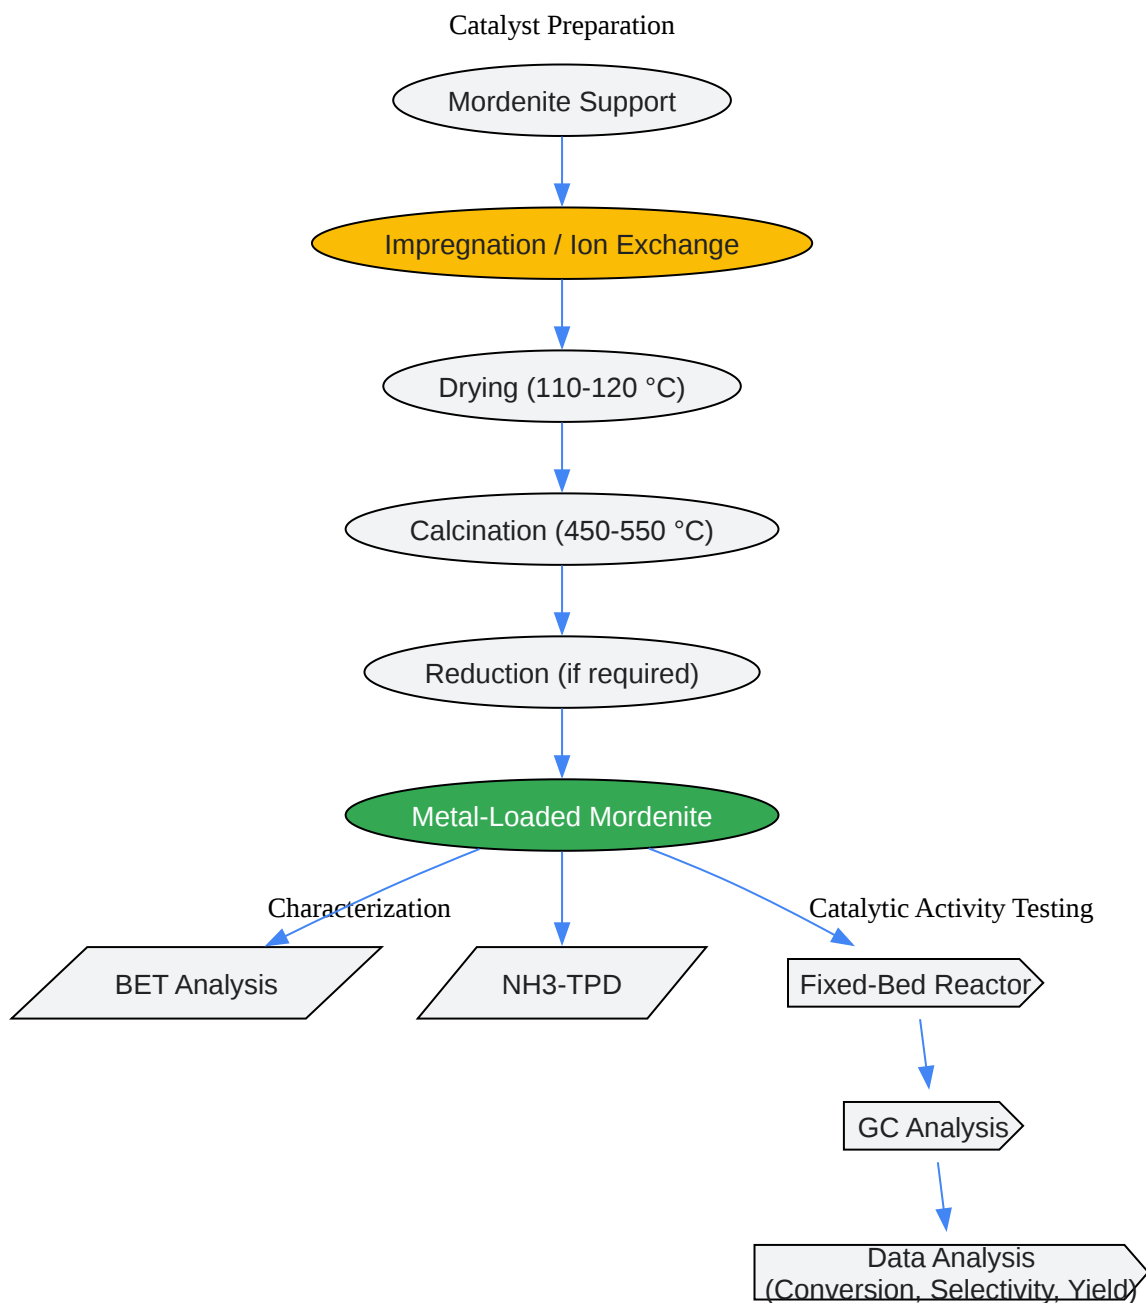 Catalyst Preparation
Mordenite Support
Impregnation / Ion Exchange
Drying (110-120 °C)
Calcination (450-550 °C)
Reduction (if required)
Metal-Loaded Mordenite
Characterization
Catalytic Activity Testing
BET Analysis
NH3-TPD
Fixed-Bed Reactor
GC Analysis
Data Analysis
(Conversion, Selectivity, Yield)